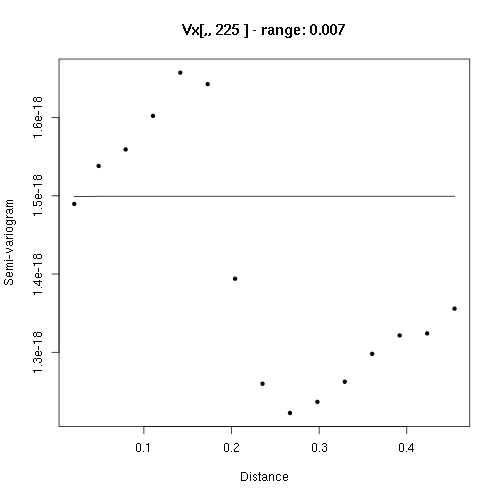 Vx[,, 225 ] - range: 0.007
1.6e-18
1.5e-18
1.4e-18
1.3e-18
Semi-variogram
0.1 0.2 0.3 0.4
Distance